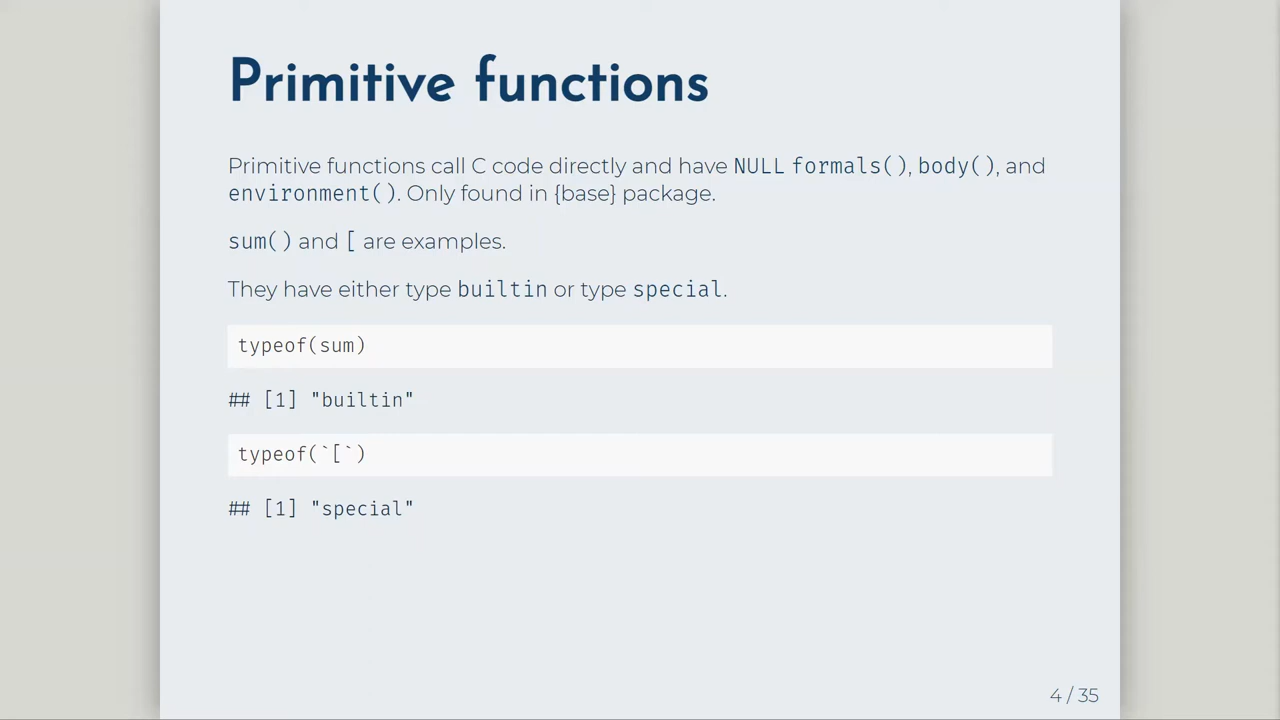 Primitive functions
Primitive functions call C code directly and have NULL formals(), body(), and
environment(). Only found in {base} package.
sum() and [ are examples.
They have either type builtin or type special.
typeof(sum)
## [1] "builtin"
typeof(`[`)
## [1] "special"
4 / 35